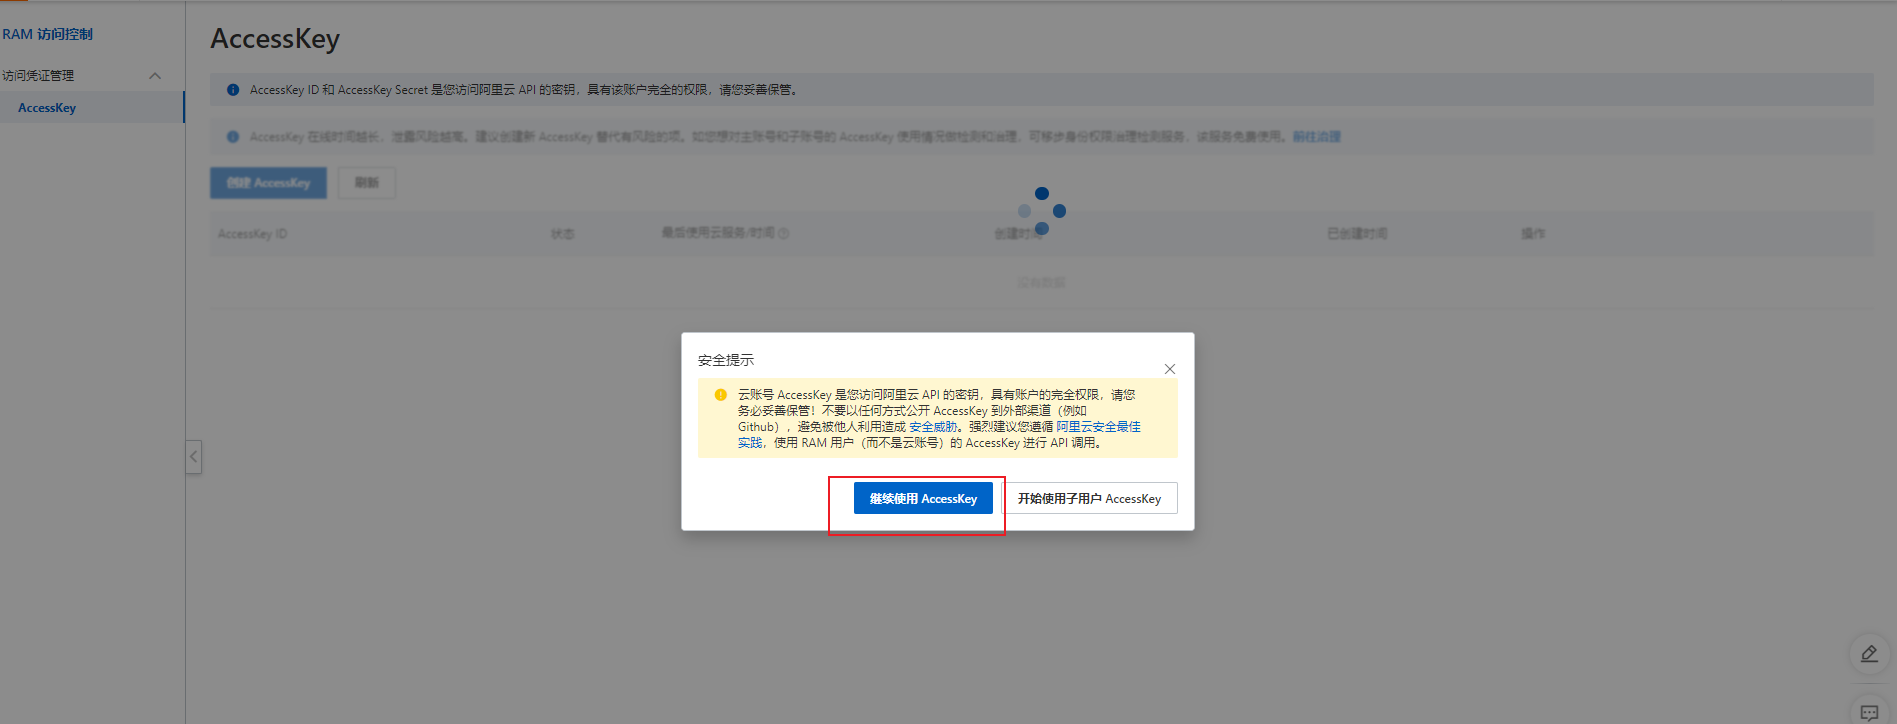 RAM 访问控制
访问凭证管理
AccessKey
AccessKey
AccessKey ID 和 AccessKey Secret 是您访问阿里云 API 的密钥，具有该账户完全的权限，请您妥善保管。
AccessKey 在线时间越长，泄露风险越高。建议创建新 AccessKey 替代有风险的项。如您想对主账号和子账号的 AccessKey 使用情况做检测和治理，可移步身份权限治理检测服务，该服务免费使用。前往治理
创建 AccessKey
刷新
AccessKey ID
状态
最后使用云服务/时间
创建时间
已创建时间
操作
没有数据
安全提示
云账号 AccessKey 是您访问阿里云 API 的密钥，具有账户的完全权限，请您
务必妥善保管！不要以任何方式公开 AccessKey 到外部渠道（例如
Github），避免被他人利用造成 安全威胁。强烈建议您遵循 阿里云安全最佳
实践，使用 RAM 用户（而不是云账号）的 AccessKey 进行 API 调用。
继续使用 AccessKey
开始使用子用户 AccessKey